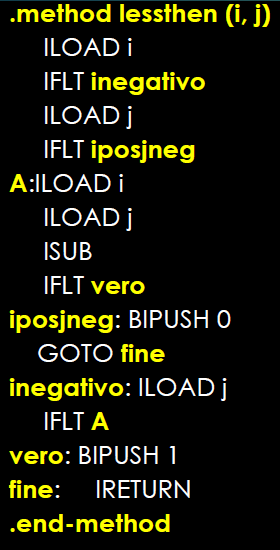 .method lessthen (i, j)
ILOAD i
IFLT inegativo
ILOAD j
IFLT iposjneg
A:ILOAD i
ILOAD j
ISUB
IFLT vero
iposjneg: BIPUSH 0
GOTO fine
inegativo: ILOAD j
IFLT A
vero: BIPUSH 1
fine: IRETURN
.end-method